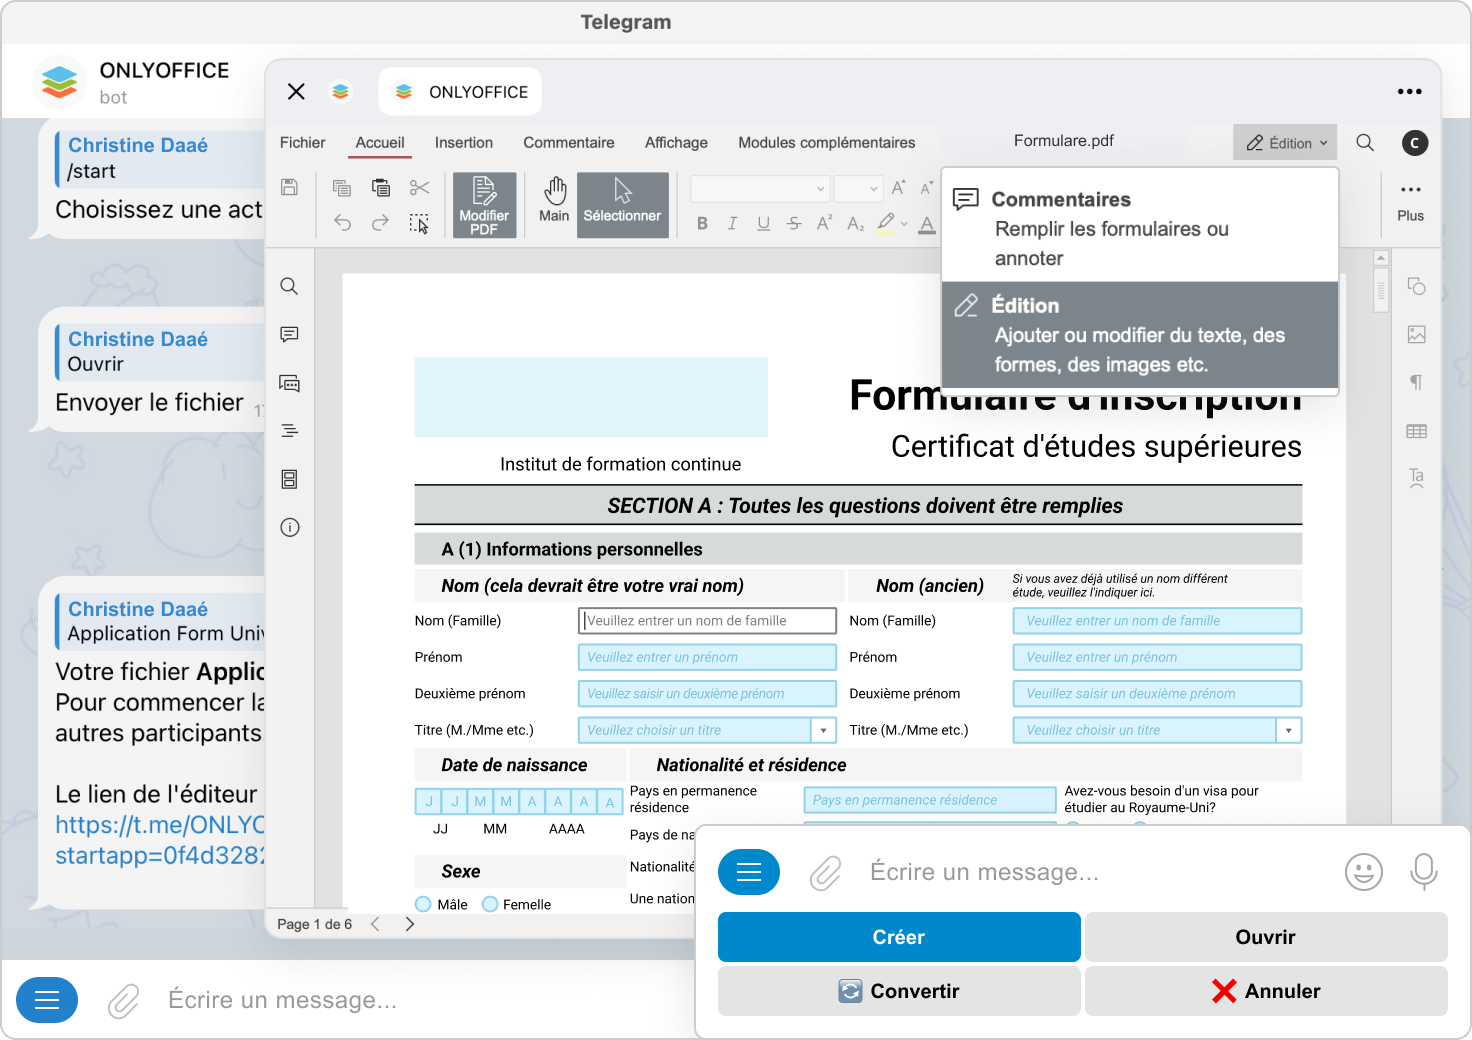 Telegram
ONLYOFFICE
bot
Christine Daaé
/start
Choisissez une act
Christine Daaé
Ouvrir
Envoyer le fichier
Christine Daaé
Application Form Univ
Votre fichier Applic
Pour commencer la
autres participants
Le lien de l'éditeur
https://t.me/ONLYO
startapp=0f4d3282
Écrire un message...
ONLYOFFICE
Fichier Accueil Insertion Commentaire Affichage Modules complémentaires Formulare.pdf Édition C
Modifier
PDF
Main
Sélectionner
Plus
Commentaires
Remplir les formulaires ou
annoter
Édition
Ajouter ou modifier du texte, des
formes, des images etc.
Institut de formation continue
Formulaire d'inscription
Certificat d'études supérieures
SECTION A : Toutes les questions doivent être remplies
A (1) Informations personnelles
Nom (cela devrait être votre vrai nom) Nom (ancien) Si vous avez déjà utilisé un nom différent
étude, veuillez l'indiquer ici.
Nom (Famille) Veuillez entrer un nom de famille Nom (Famille) Veuillez entrer un nom de famille
Prénom Veuillez entrer un prénom Prénom Veuillez entrer un prénom
Deuxième prénom Veuillez saisir un deuxième prénom Deuxième prénom Veuillez saisir un deuxième prénom
Titre (M./Mme etc.) Veuillez choisir un titre Titre (M./Mme etc.) Veuillez choisir un titre
Date de naissance Nationalité et résidence
J J M M A A A A
JJ MM AAAA
Pays en permanence
résidence
Pays en permanence résidence
Avez-vous besoin d'un visa pour
étudier au Royaume-Uni?
Pays de na
Sexe
Nationalité
Mâle Femelle
Une nation
Page 1 de 6
Écrire un message...
Créer Ouvrir
Convertir Annuler